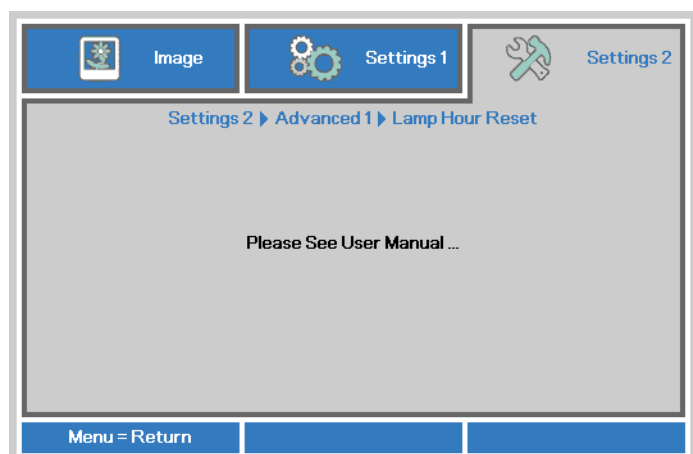 Image
Settings 1
Settings 2
Settings 2 ▶ Advanced 1 ▶ Lamp Hour Reset
Please See User Manual ...
Menu = Return